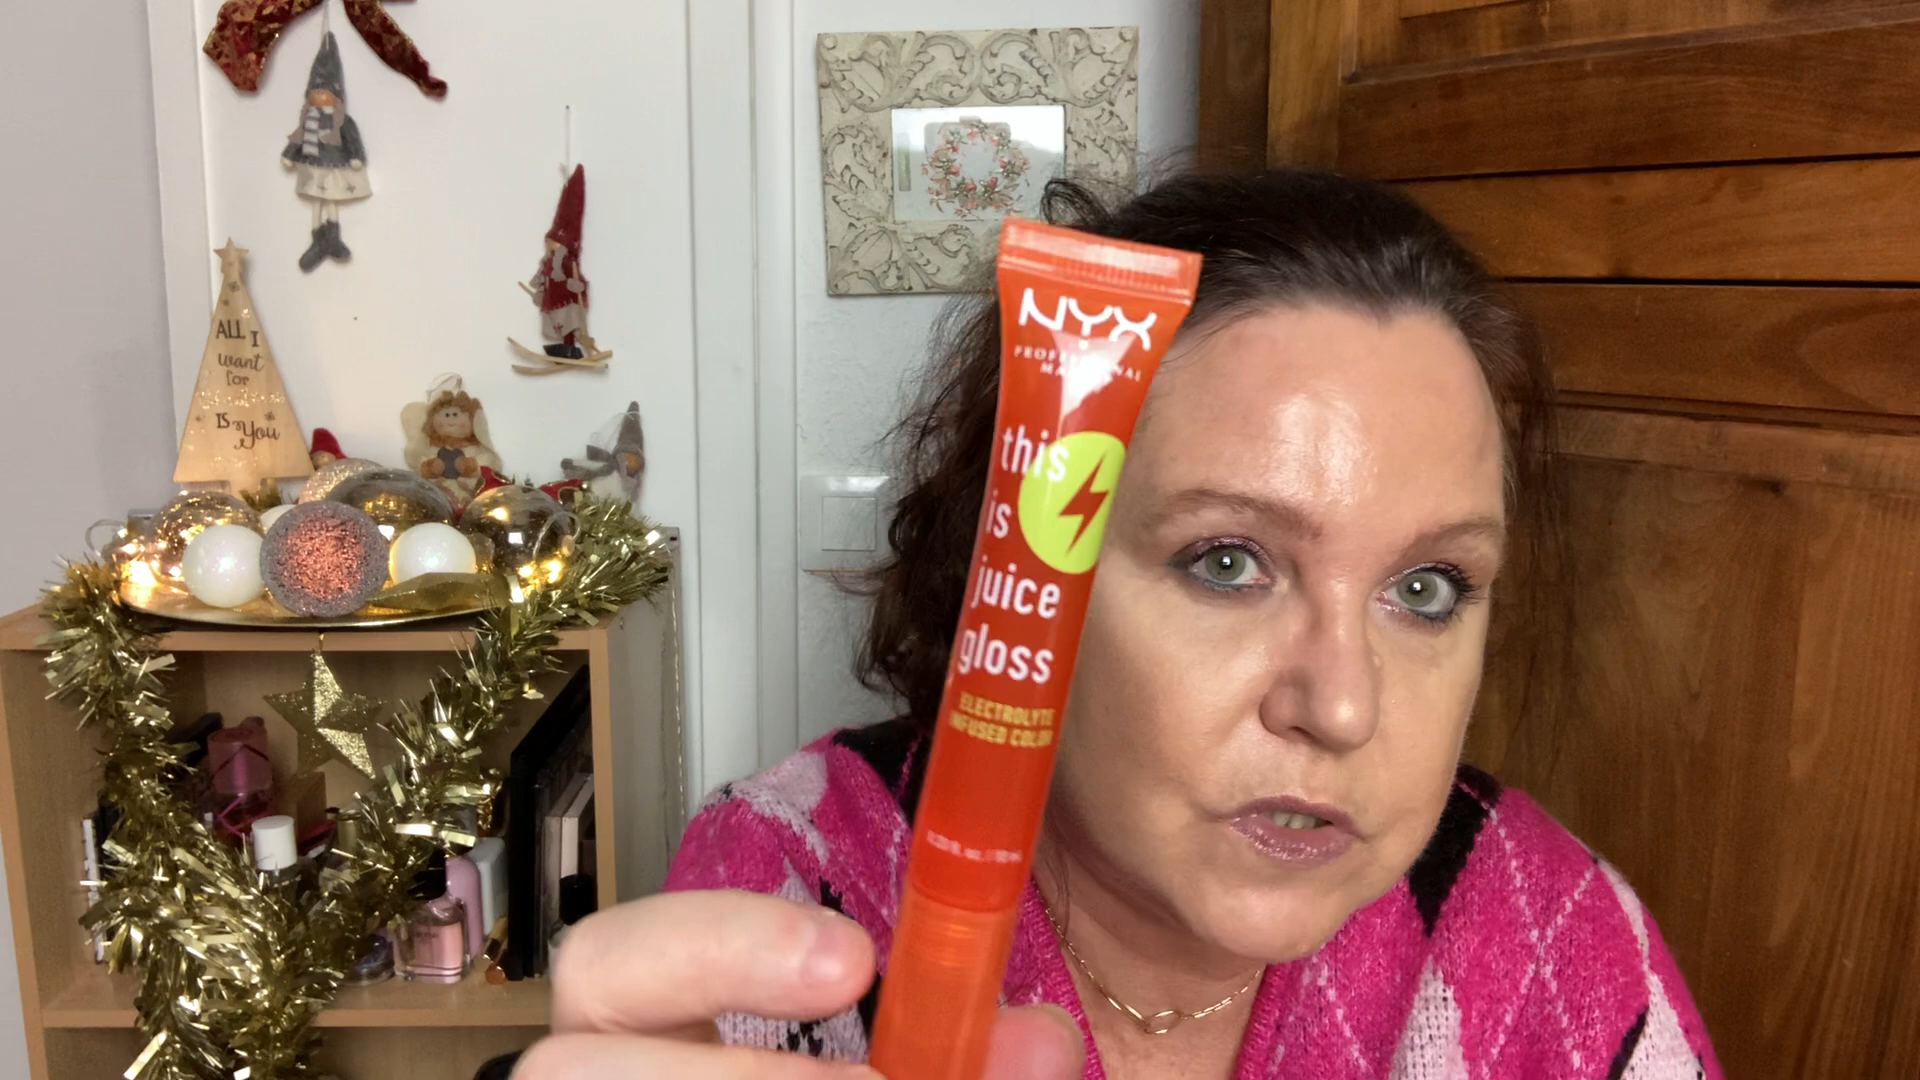 ALL I
want
for
IS
You
NYX
this
is
juice
gloss
ELECTROLYTE
INFUSED COLOR